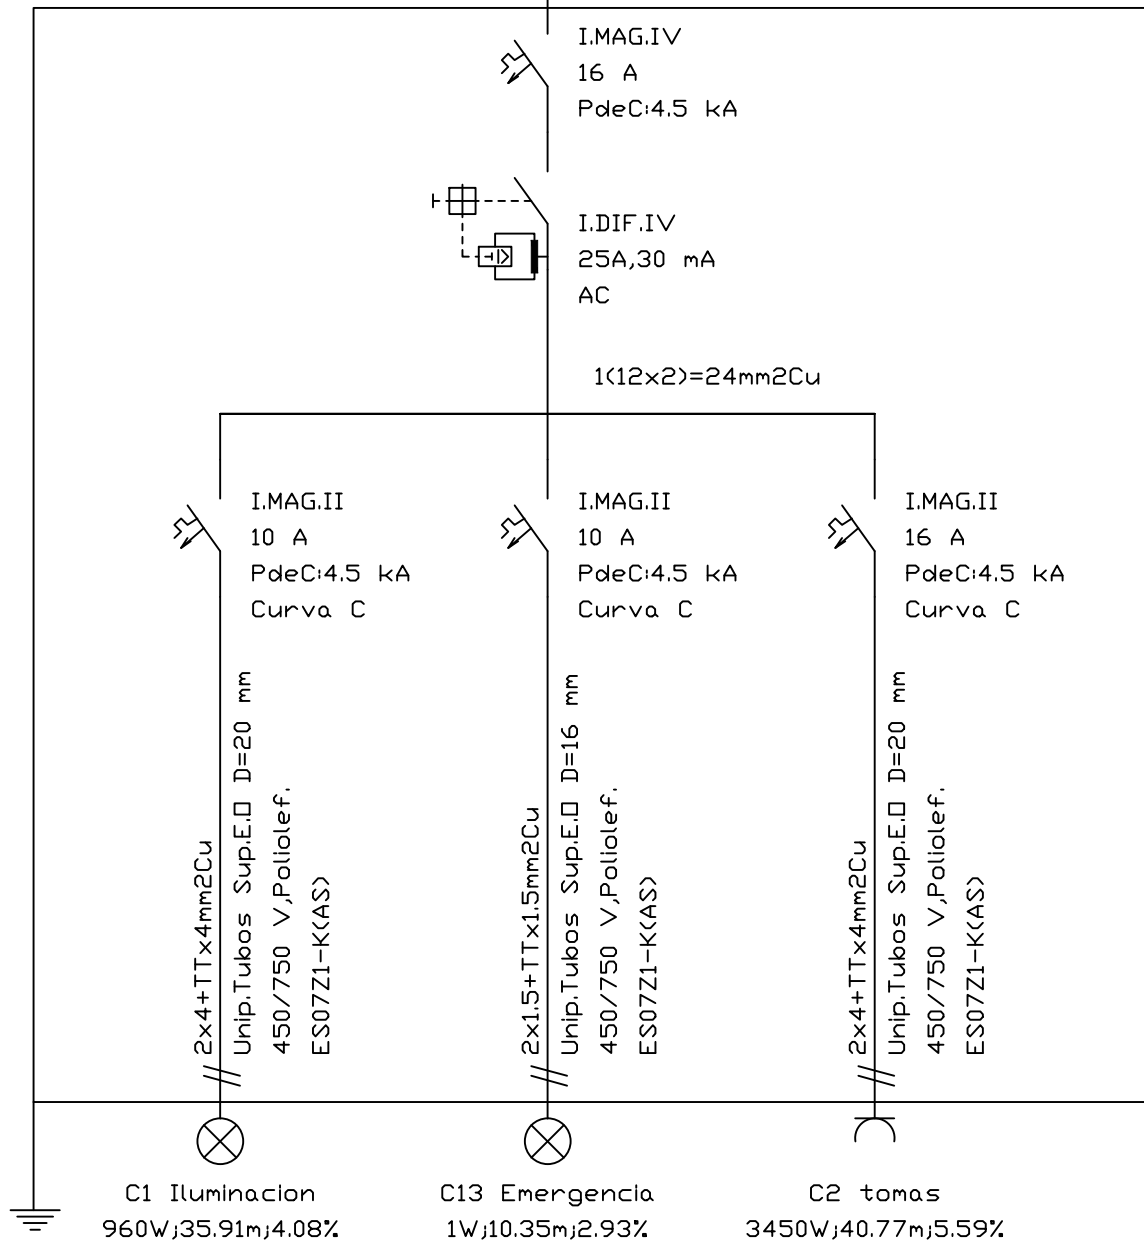 I.MAG.IV
16 A
PdeC:4.5 kA
I.DIF.IV
25A,30 mA
AC
1(12x2)=24mm2Cu
I.MAG.II
10 A
PdeC:4.5 kA
Curva C
I.MAG.II
10 A
PdeC:4.5 kA
Curva C
I.MAG.II
16 A
PdeC:4.5 kA
Curva C
2x4+TTx4mm2Cu
Unip.Tubos Sup.E.O D=20 mm
450/750 V,Poliolef.
ES07Z1-K(AS)
2x1.5+TTx1.5mm2Cu
Unip.Tubos Sup.E.O D=16 mm
450/750 V,Poliolef.
ES07Z1-K(AS)
2x4+TTx4mm2Cu
Unip.Tubos Sup.E.O D=20 mm
450/750 V,Poliolef.
ES07Z1-K(AS)
C1 Iluminacion
960W;35.91m;4.08%
C13 Emergencia
1W;10.35m;2.93%
C2 tomas
3450W;40.77m;5.59%